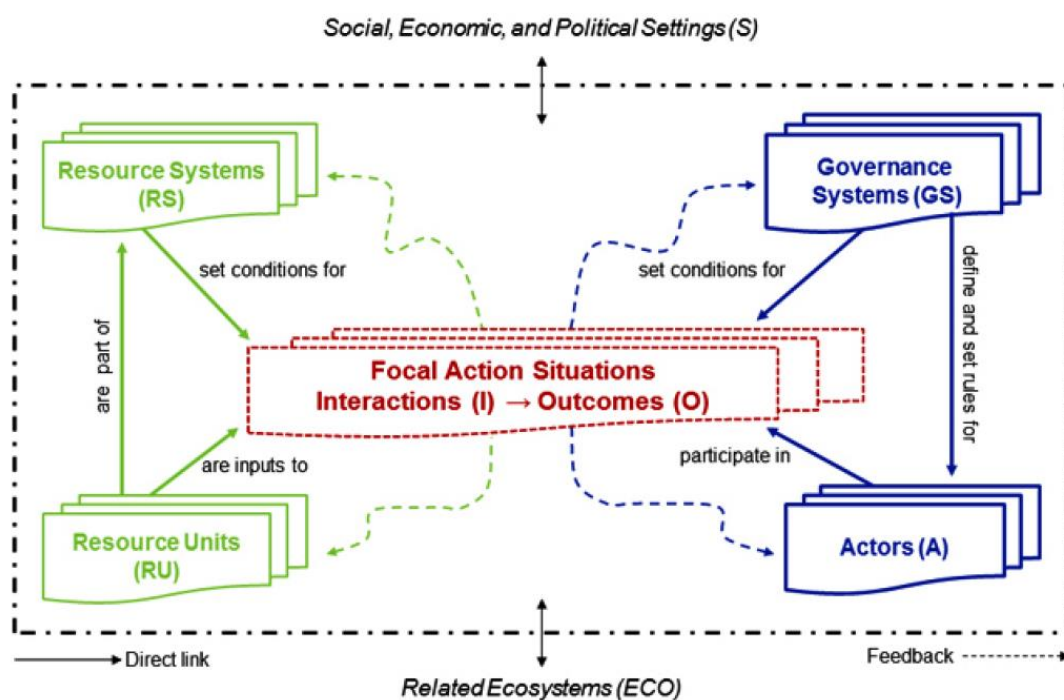 Social, Economic, and Political Settings (S)
Resource Systems
(RS)
Governance
Systems (GS)
set conditions for
set conditions for
are part of
define and set rules for
Focal Action Situations
Interactions (I) → Outcomes (O)
are inputs to
participate in
Resource Units
(RU)
Actors (A)
Direct link
Feedback
Related Ecosystems (ECO)